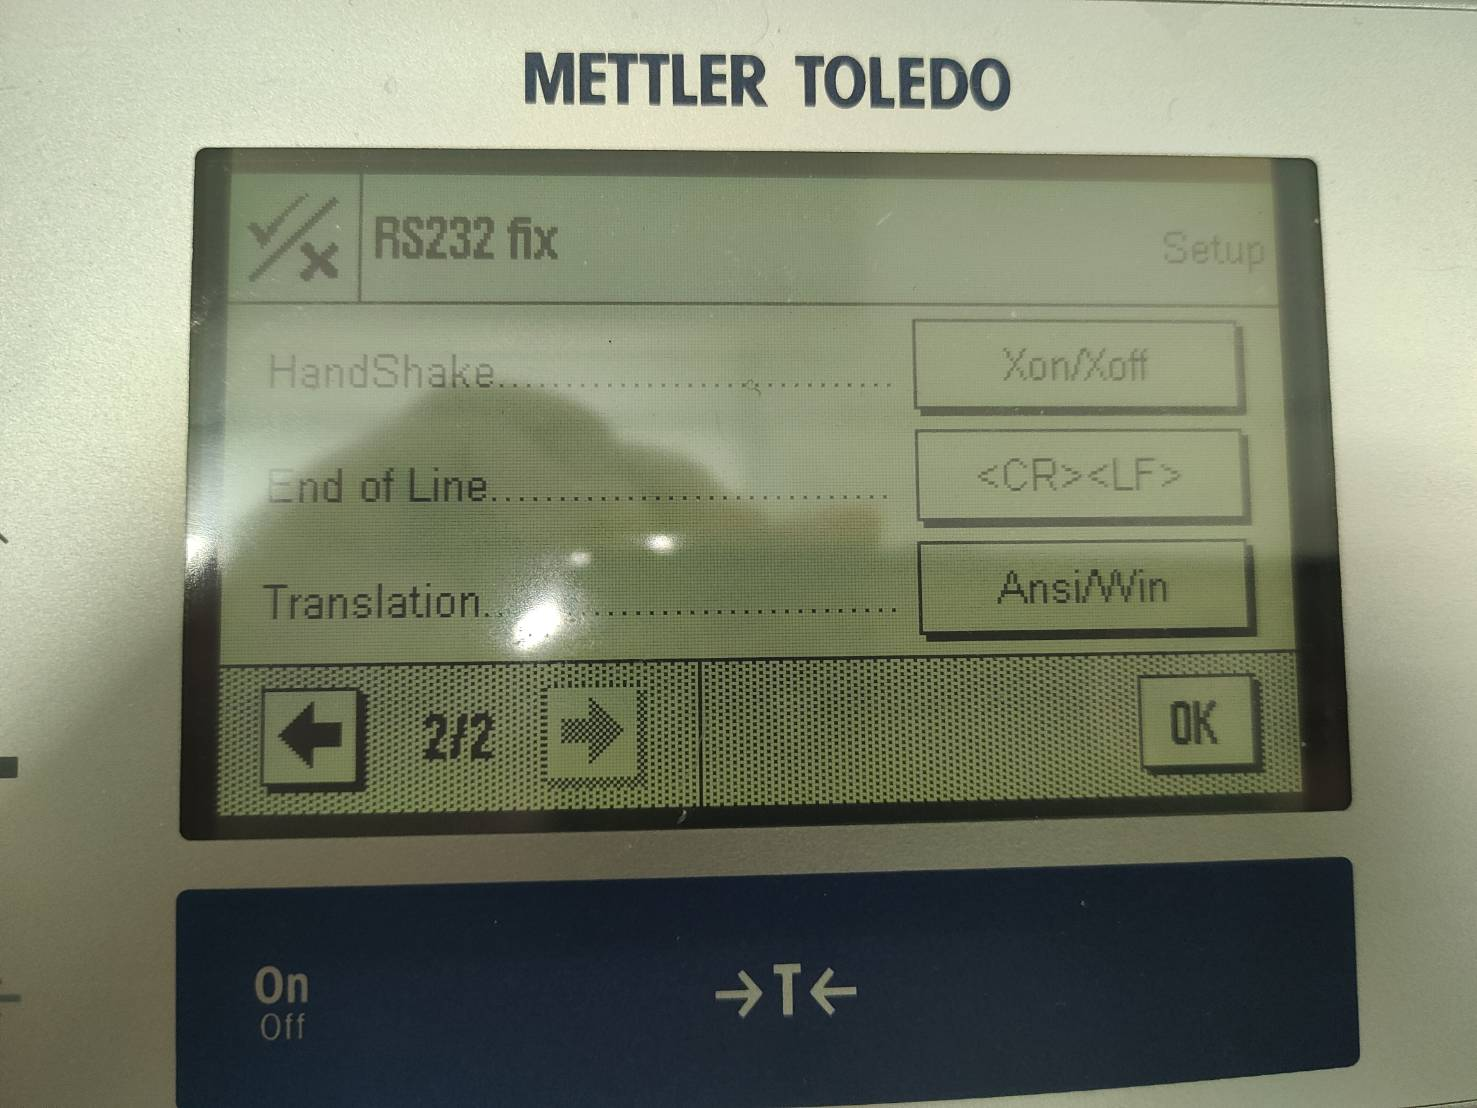 METTLER TOLEDO
RS232 fix
Setup
HandShake............................ Xon/Xoff
End of Line............................ <CR><LF>
Translation............................ Ansi/Win
2/2
OK
On
Off
→T←